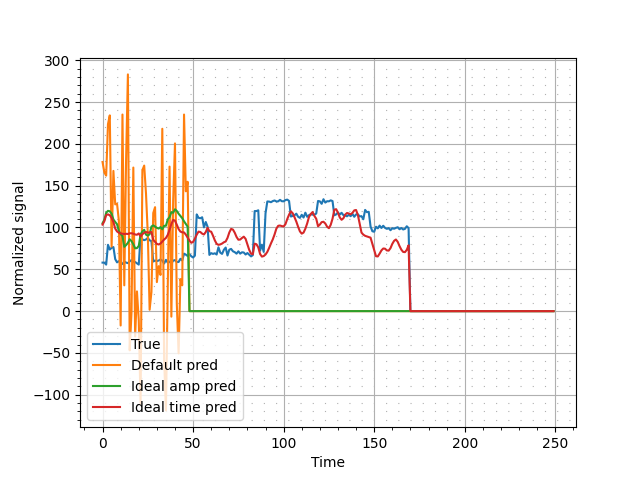 300
250
200
150
100
50
0
−50
−100
0
50
100
150
200
250
Normalized signal
Time
True
Default pred
Ideal amp pred
Ideal time pred